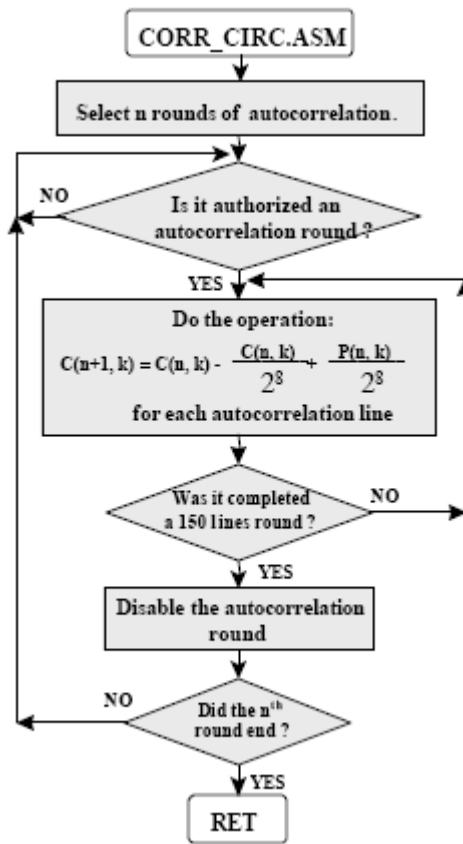 CORR_CIRC.ASM
Select n rounds of autocorrelation.
NO
Is it authorized an
autocorrelation round ?
YES
Do the operation:
C(n+1, k) = C(n, k) - C(n, k) / 2^8 + P(n, k) / 2^8
for each autocorrelation line
Was it completed
a 150 lines round ?
NO
YES
Disable the autocorrelation
round
NO
Did the n^th
round end ?
YES
RET